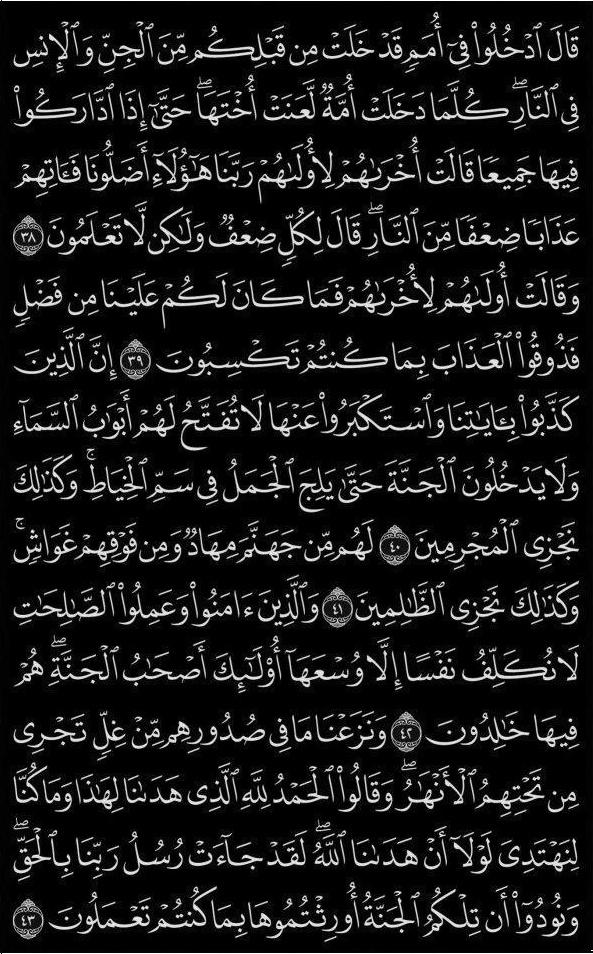 قَالَ ٱدۡخُلُواْ فِيٓ أُمَمٖ قَدۡ خَلَتۡ مِن قَبۡلِكُم مِّنَ ٱلۡجِنِّ وَٱلۡإِنسِ
فِي ٱلنَّارِۖ كُلَّمَا دَخَلَتۡ أُمَّةٞ لَّعَنَتۡ أُخۡتَهَاۖ حَتَّىٰٓ إِذَا ٱدَّارَكُواْ
فِيهَا جَمِيعٗا قَالَتۡ أُخۡرَىٰهُمۡ لِأُولَىٰهُمۡ رَبَّنَا هَٰٓؤُلَآءِ أَضَلُّونَا فَـَٔاتِهِمۡ
عَذَابٗا ضِعۡفٗا مِّنَ ٱلنَّارِۖ قَالَ لِكُلّٖ ضِعۡفٞ وَلَٰكِن لَّا تَعۡلَمُونَ ٣٨
وَقَالَتۡ أُولَىٰهُمۡ لِأُخۡرَىٰهُمۡ فَمَا كَانَ لَكُمۡ عَلَيۡنَا مِن فَضۡلٖ
فَذُوقُواْ ٱلۡعَذَابَ بِمَا كُنتُمۡ تَكۡسِبُونَ ٣٩ إِنَّ ٱلَّذِينَ
كَذَّبُواْ بِـَٔايَٰتِنَا وَٱسۡتَكۡبَرُواْ عَنۡهَا لَا تُفَتَّحُ لَهُمۡ أَبۡوَٰبُ ٱلسَّمَآءِ
وَلَا يَدۡخُلُونَ ٱلۡجَنَّةَ حَتَّىٰ يَلِجَ ٱلۡجَمَلُ فِي سَمِّ ٱلۡخِيَاطِۚ وَكَذَٰلِكَ
نَجۡزِي ٱلۡمُجۡرِمِينَ ٤٠ لَهُم مِّن جَهَنَّمَ مِهَادٞ وَمِن فَوۡقِهِمۡ غَوَاشٖۚ
وَكَذَٰلِكَ نَجۡزِي ٱلظَّٰلِمِينَ ٤١ وَٱلَّذِينَ ءَامَنُواْ وَعَمِلُواْ ٱلصَّٰلِحَٰتِ
لَا نُكَلِّفُ نَفۡسًا إِلَّا وُسۡعَهَآ أُوْلَٰٓئِكَ أَصۡحَٰبُ ٱلۡجَنَّةِۖ هُمۡ
فِيهَا خَٰلِدُونَ ٤٢ وَنَزَعۡنَا مَا فِي صُدُورِهِم مِّنۡ غِلّٖ تَجۡرِي
مِن تَحۡتِهِمُ ٱلۡأَنۡهَٰرُۖ وَقَالُواْ ٱلۡحَمۡدُ لِلَّهِ ٱلَّذِي هَدَىٰنَا لِهَٰذَا وَمَا كُنَّا
لِنَهۡتَدِيَ لَوۡلَآ أَنۡ هَدَىٰنَا ٱللَّهُۖ لَقَدۡ جَآءَتۡ رُسُلُ رَبِّنَا بِٱلۡحَقِّۖ
وَنُودُوٓاْ أَن تِلۡكُمُ ٱلۡجَنَّةُ أُورِثۡتُمُوهَا بِمَا كُنتُمۡ تَعۡمَلُونَ ٤٣